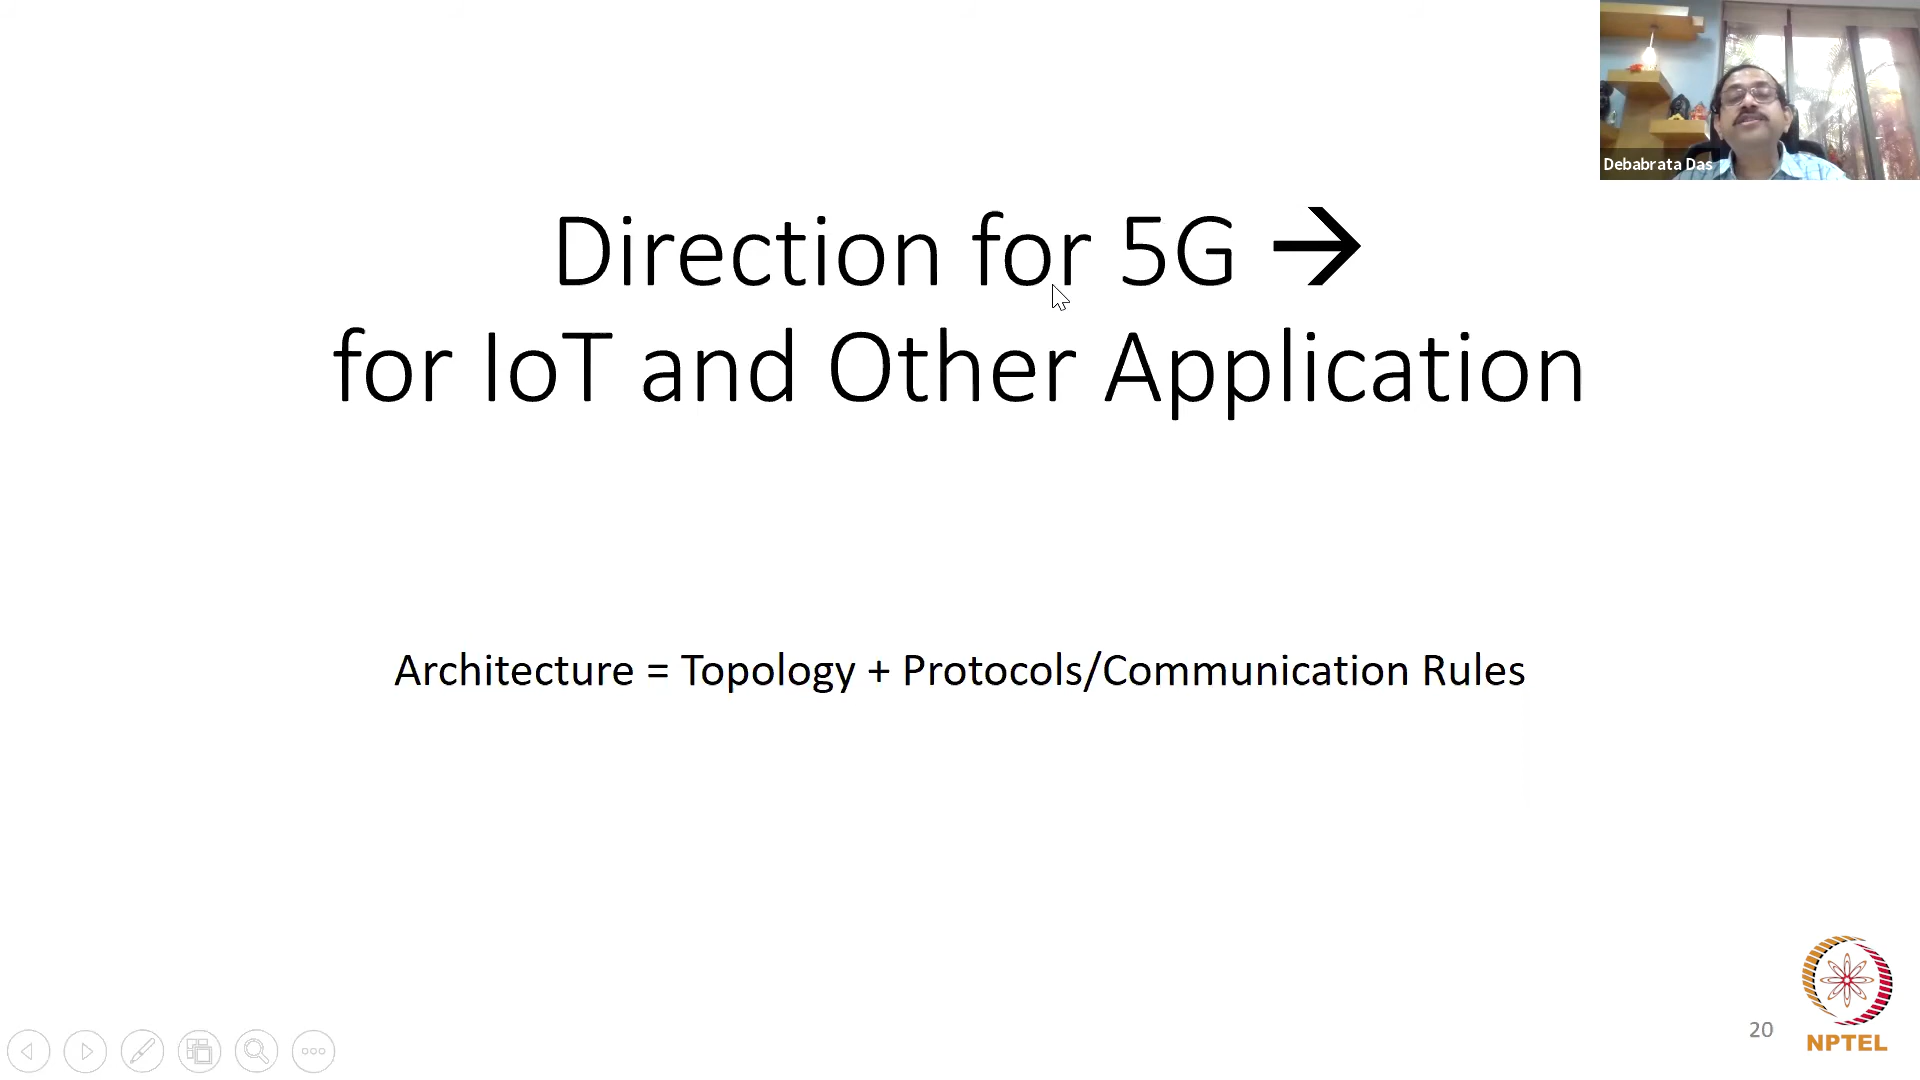 Debabrata Das
Direction for 5G →
for IoT and Other Application
Architecture = Topology + Protocols/Communication Rules
20
NPTEL